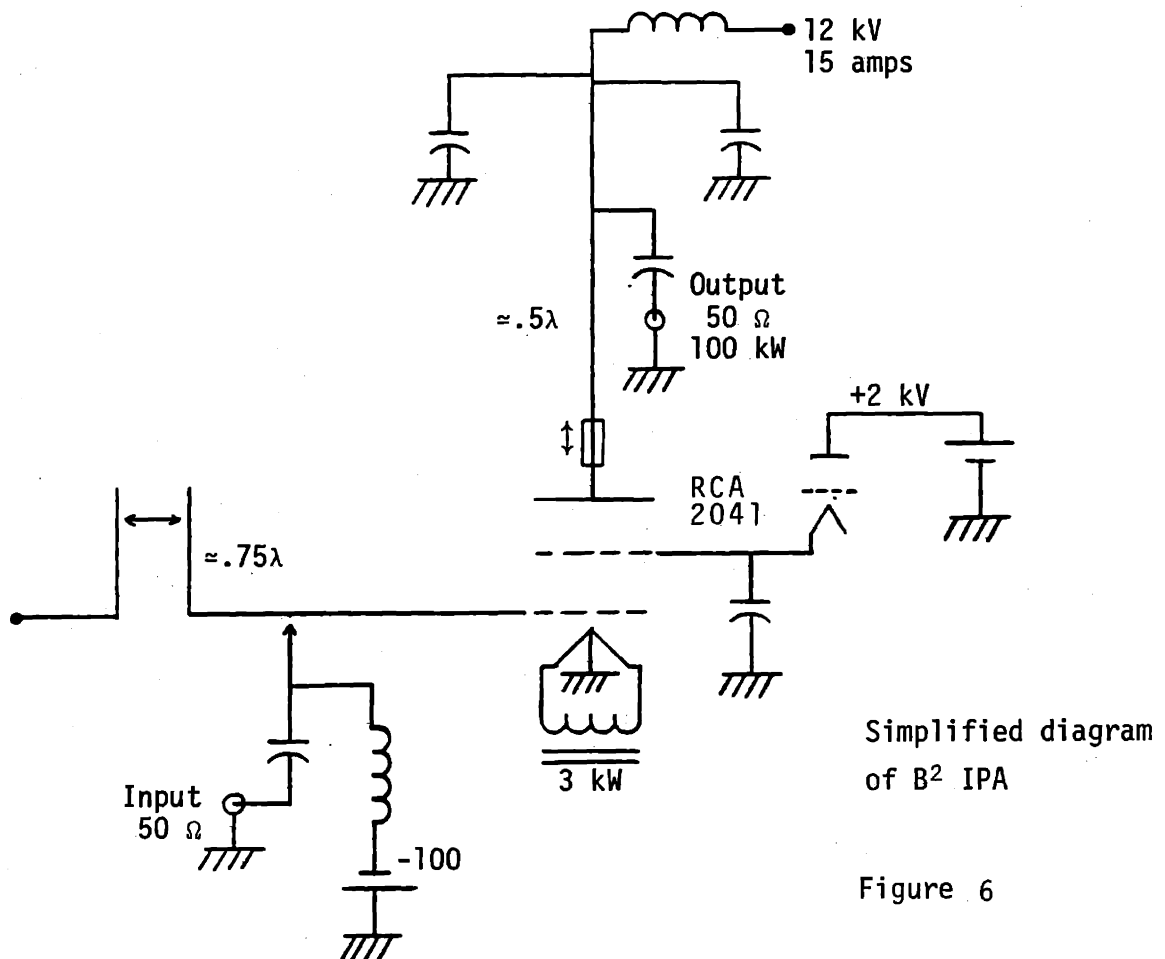 12 kV
15 amps
Output
50 Ω
100 kW
≃.5λ
+2 kV
RCA
2041
≃.75λ
Input
50 Ω
-100
3 kW
Simplified diagram
of B² IPA
Figure 6